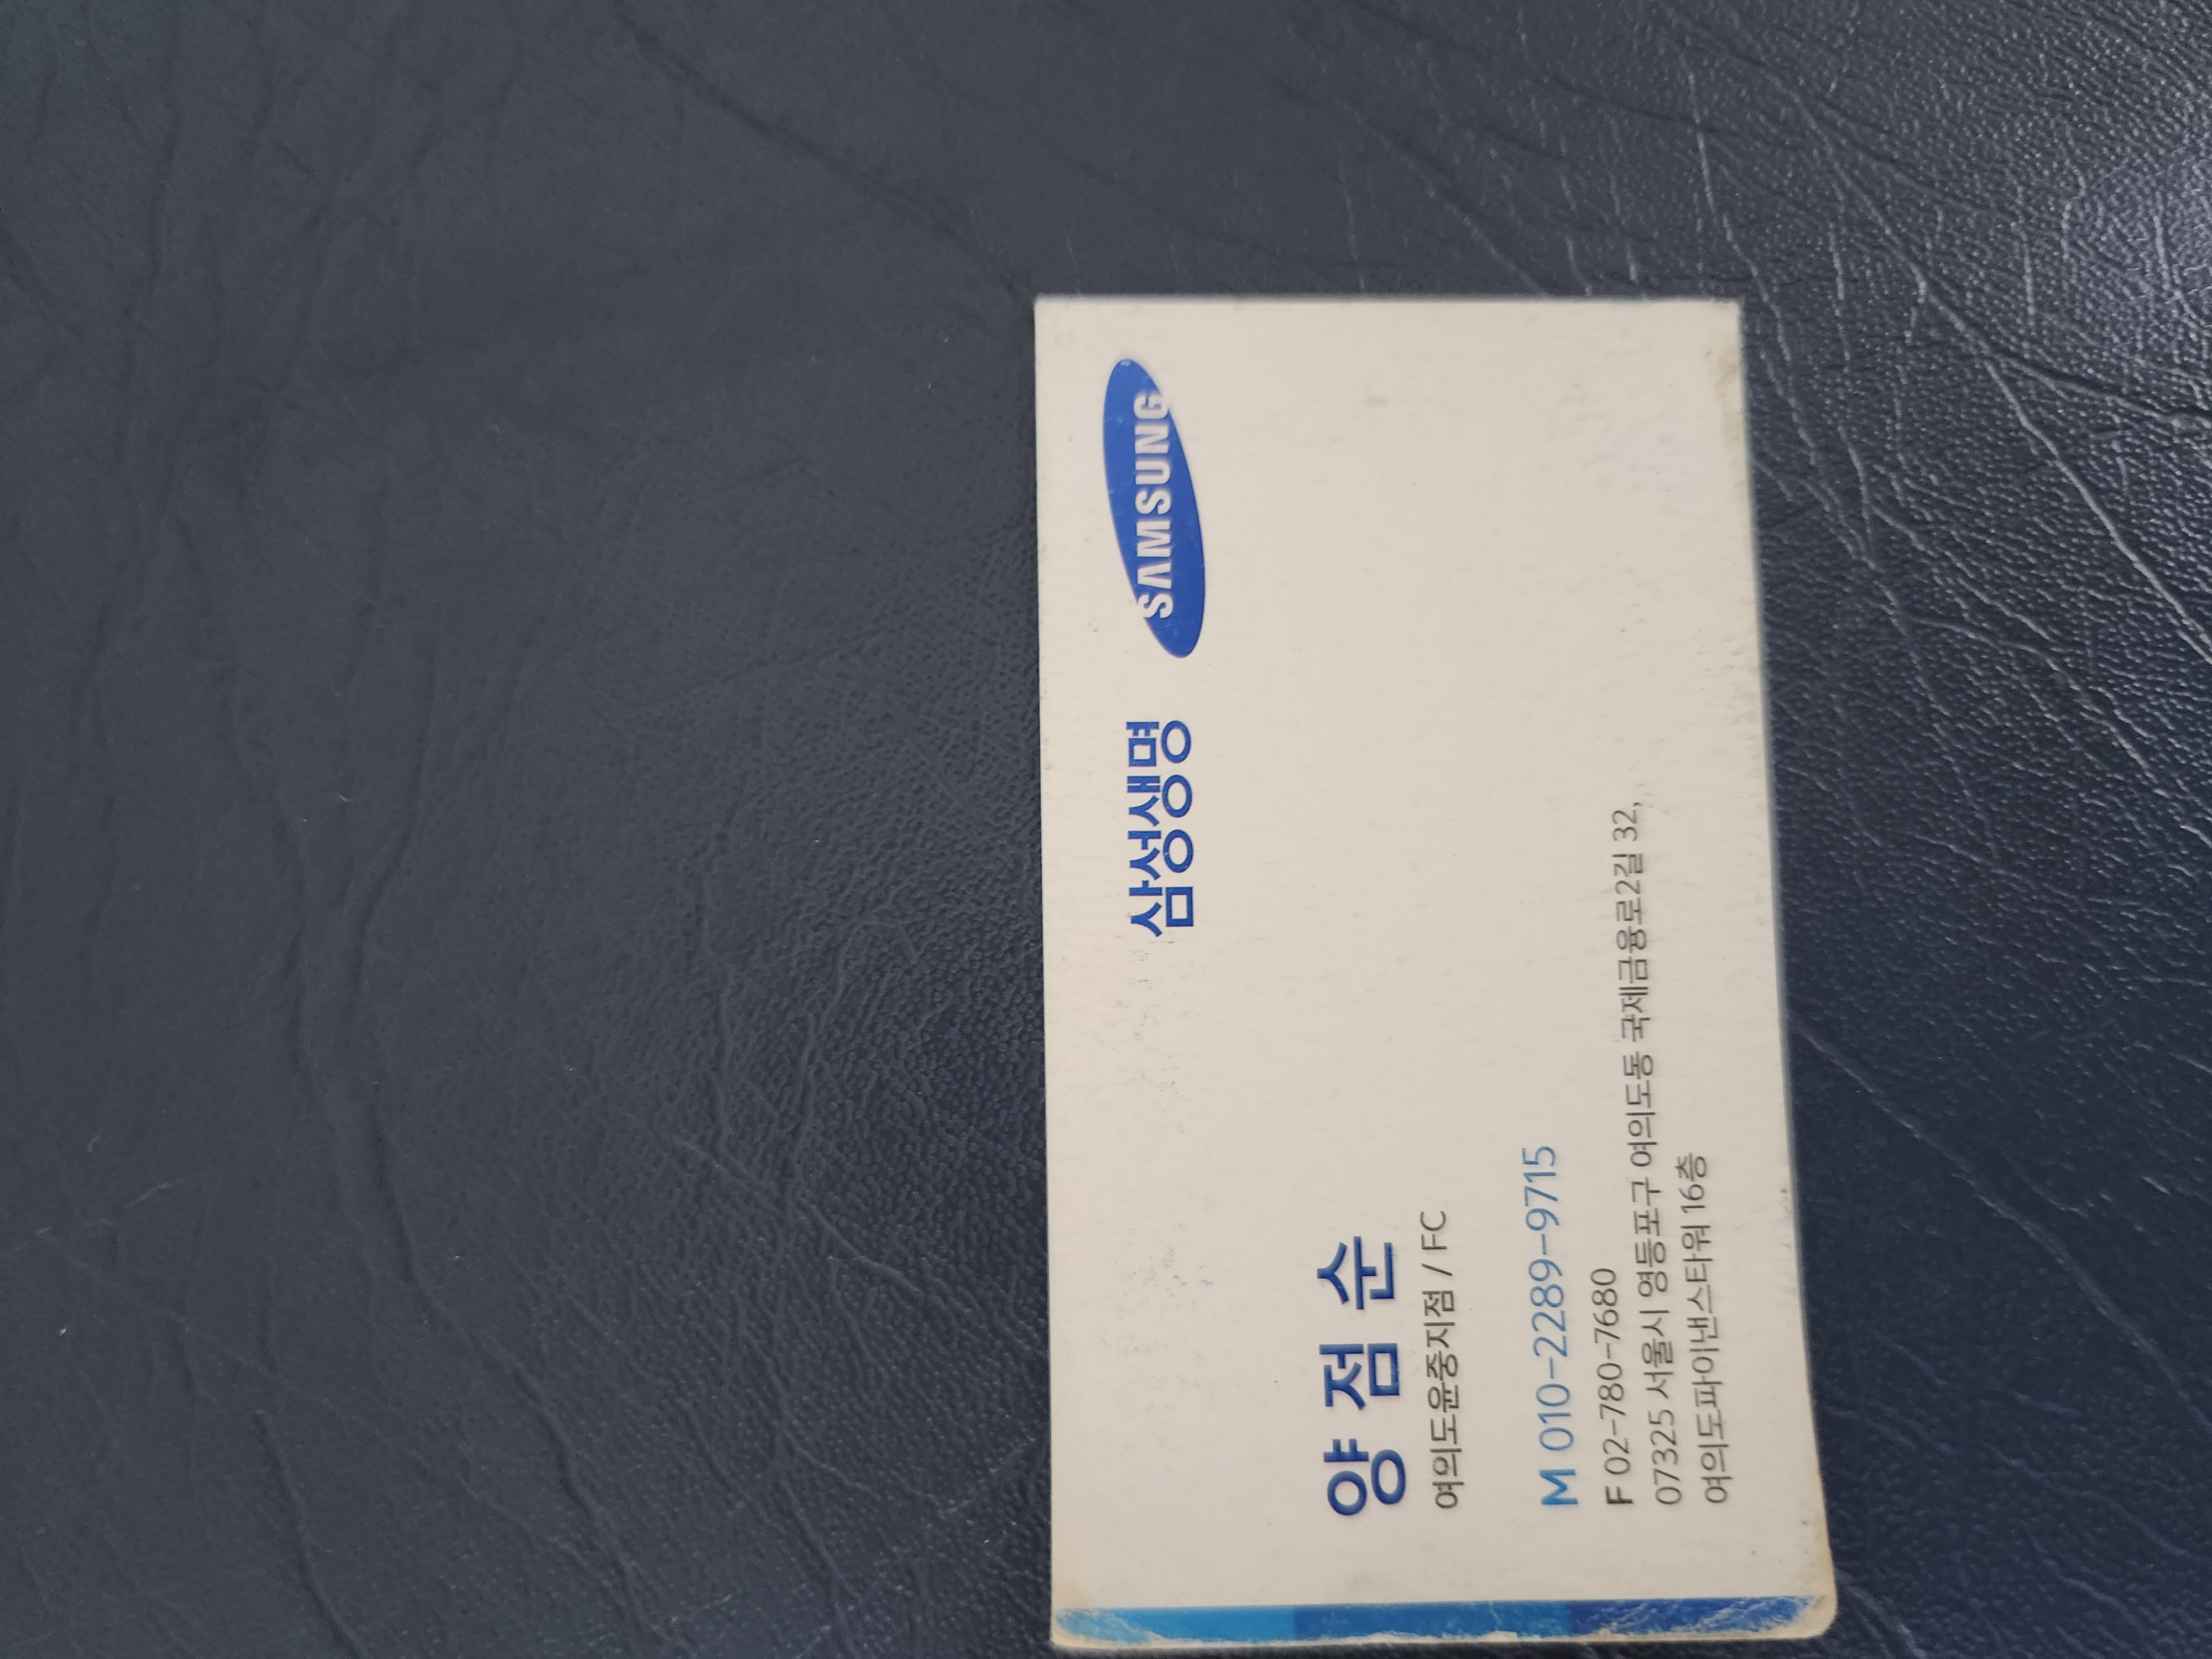 삼성생명 SAMSUNG
양점순
여의도윤중지점 / FC
M 010-2289-9715
F 02-780-7680
07325 서울시 영등포구 여의도동 국제금융로2길 32,
여의도파이낸스타워 16층